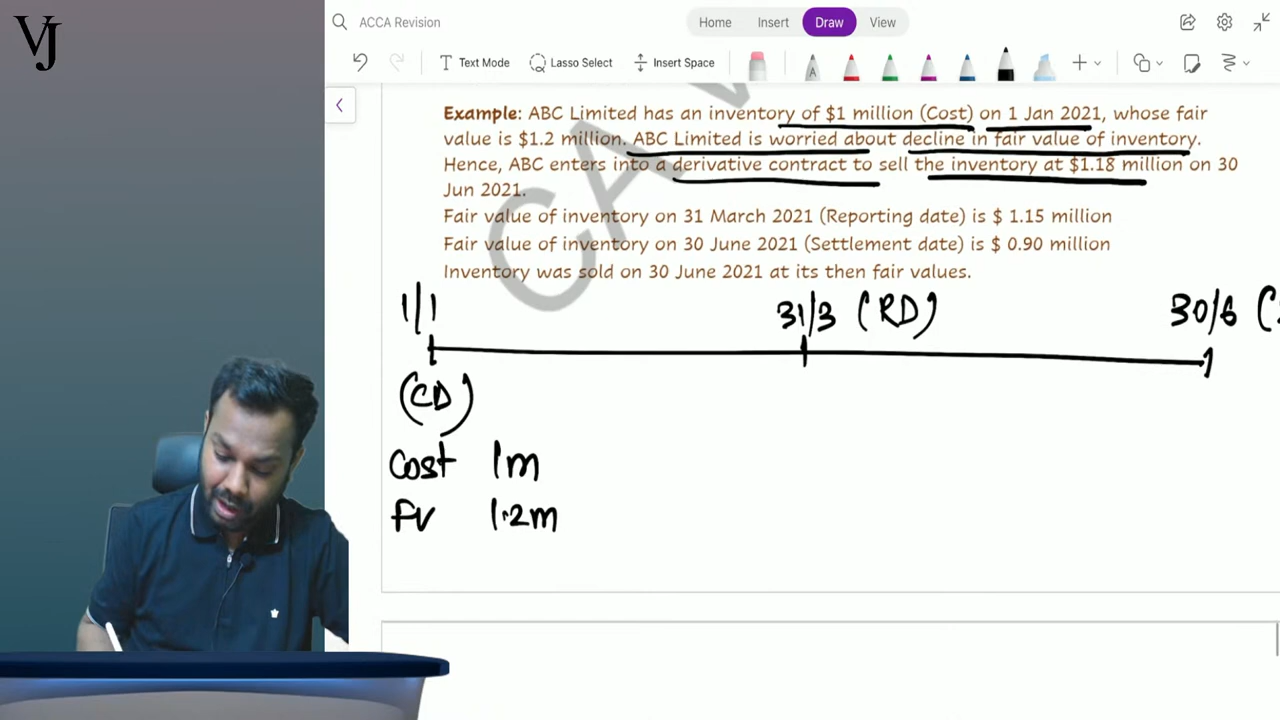 VJ
ACCA Revision
Home Insert Draw View
Text Mode Lasso Select Insert Space
Example: ABC Limited has an inventory of $1 million (Cost) on 1 Jan 2021, whose fair
value is $1.2 million. ABC Limited is worried about decline in fair value of inventory.
Hence, ABC enters into a derivative contract to sell the inventory at $1.18 million on 30
Jun 2021.
Fair value of inventory on 31 March 2021 (Reporting date) is $ 1.15 million
Fair value of inventory on 30 June 2021 (Settlement date) is $ 0.90 million
Inventory was sold on 30 June 2021 at its then fair values.
CA V
1/1 31/3 (RD) 30/6
(CD)
Cost 1m
FV 1.2m